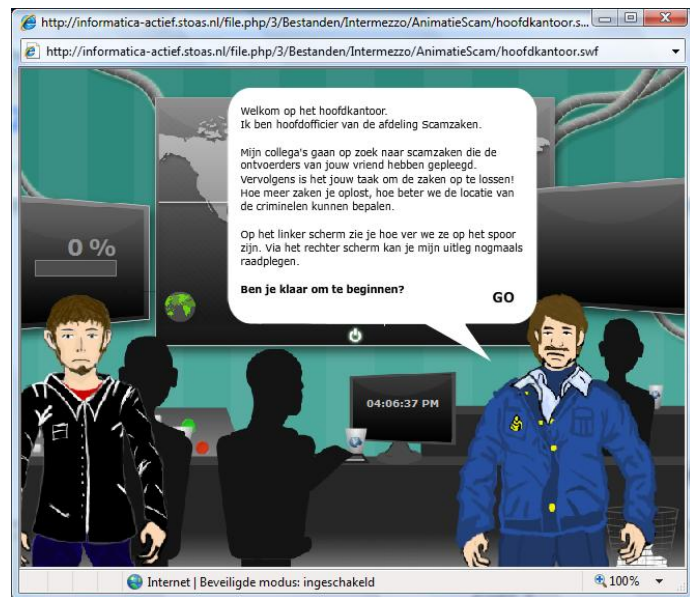 http://informatica-actief.stoas.nl/file.php/3/Bestanden/Intermezzo/AnimatieScam/hoofdkantoor.s...
http://informatica-actief.stoas.nl/file.php/3/Bestanden/Intermezzo/AnimatieScam/hoofdkantoor.swf
Welkom op het hoofdkantoor.
Ik ben hoofdofficier van de afdeling Scamzaken.
Mijn collega's gaan op zoek naar scamzaken die de
ontvoerders van jouw vriend hebben gepleegd.
Vervolgens is het jouw taak om de zaken op te lossen!
Hoe meer zaken je oplost, hoe beter we de locatie van
de criminelen kunnen bepalen.
Op het linker scherm zie je hoe ver we ze op het spoor
zijn. Via het rechter scherm kan je mijn uitleg nogmaals
raadplegen.
Ben je klaar om te beginnen?
GO
0 %
04:06:37 PM
Internet | Beveiligde modus: ingeschakeld
100%